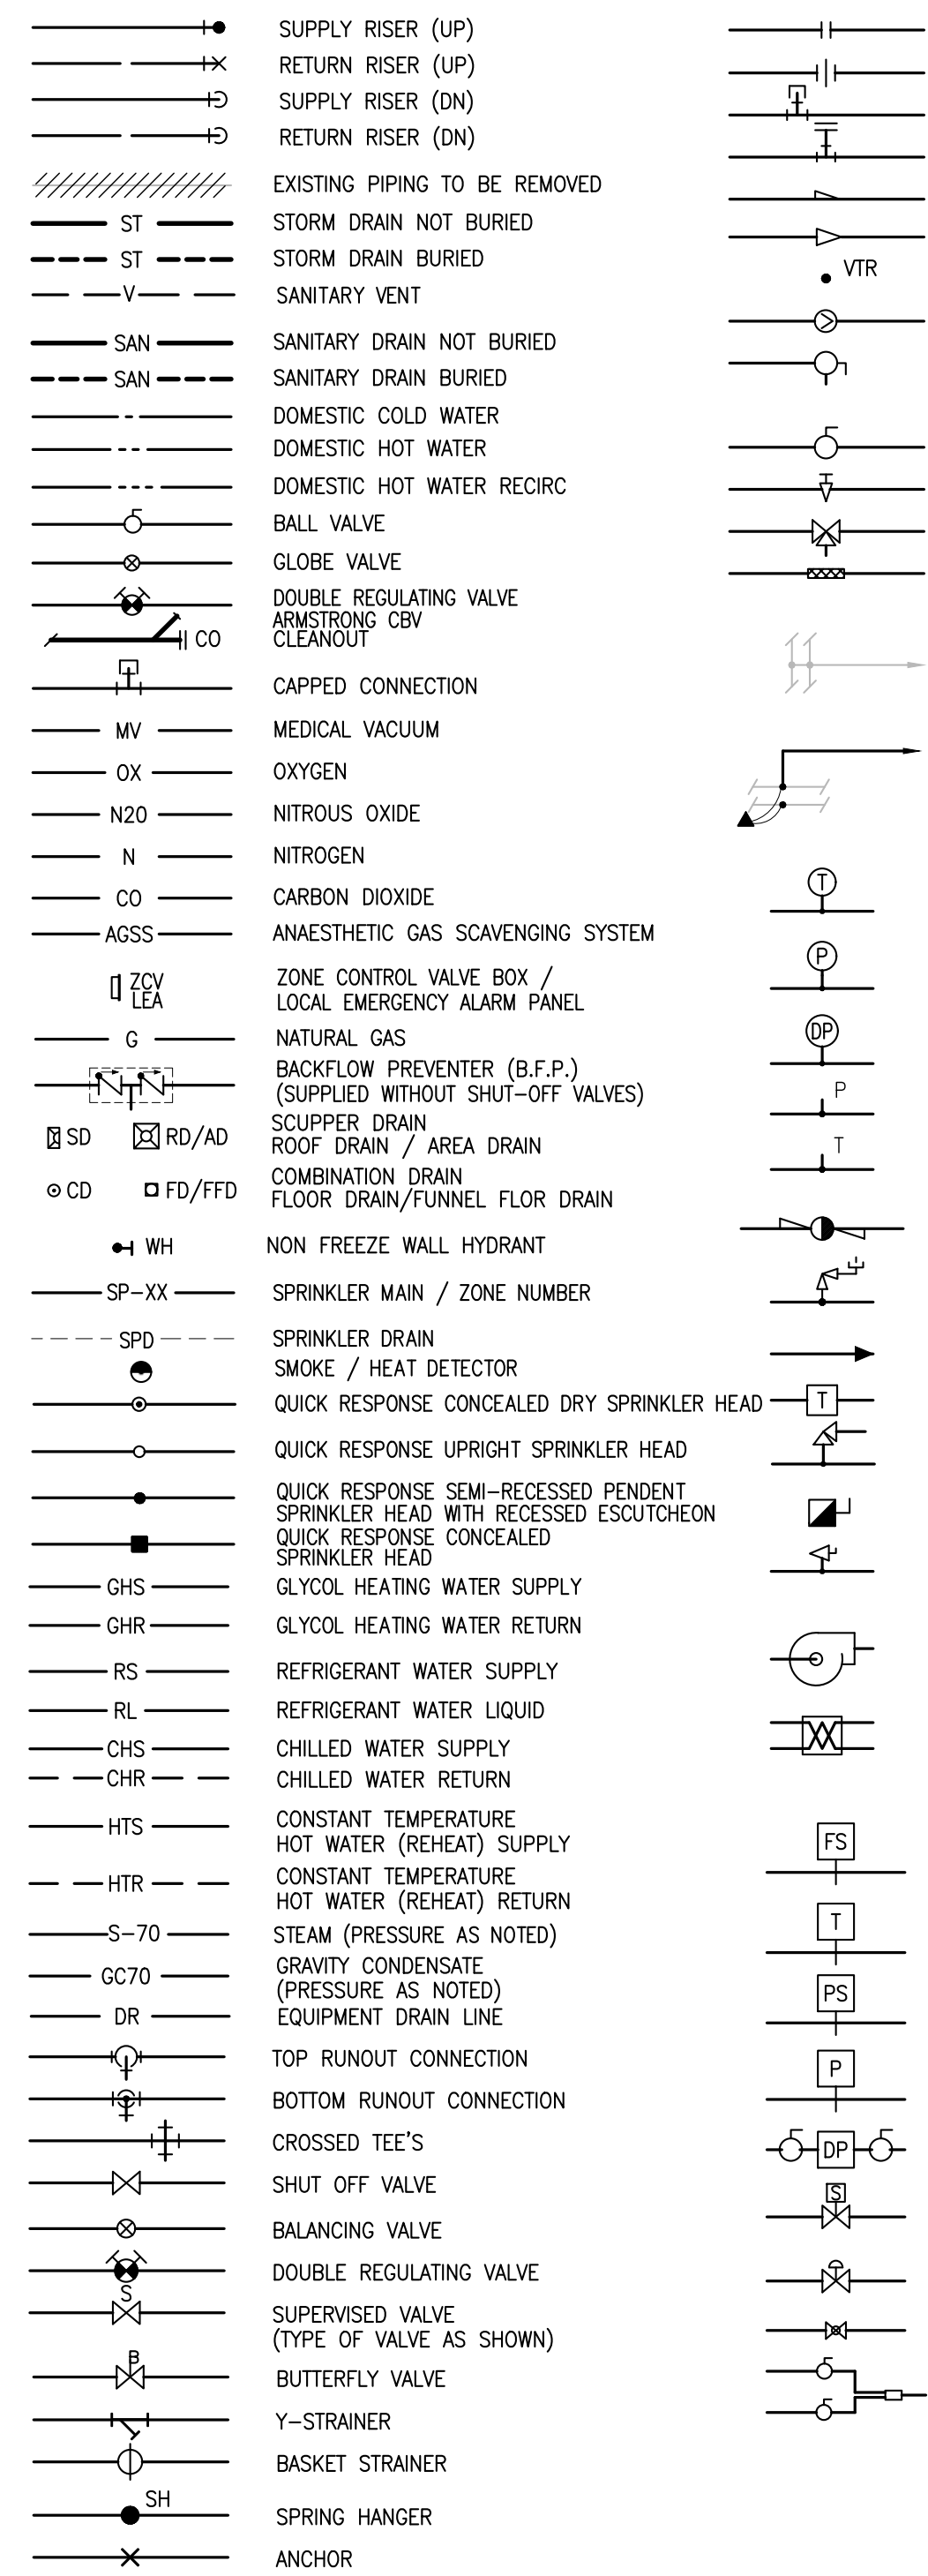 SUPPLY RISER (UP)
RETURN RISER (UP)
SUPPLY RISER (DN)
RETURN RISER (DN)
EXISTING PIPING TO BE REMOVED
ST STORM DRAIN NOT BURIED
ST STORM DRAIN BURIED
V SANITARY VENT
SAN SANITARY DRAIN NOT BURIED
SAN SANITARY DRAIN BURIED
DOMESTIC COLD WATER
DOMESTIC HOT WATER
DOMESTIC HOT WATER RECIRC
BALL VALVE
GLOBE VALVE
DOUBLE REGULATING VALVE
ARMSTRONG CBV
CO CLEANOUT
CAPPED CONNECTION
MV MEDICAL VACUUM
OX OXYGEN
N2O NITROUS OXIDE
N NITROGEN
CO CARBON DIOXIDE
AGSS ANAESTHETIC GAS SCAVENGING SYSTEM
ZCV ZONE CONTROL VALVE BOX /
LEA LOCAL EMERGENCY ALARM PANEL
G NATURAL GAS
BACKFLOW PREVENTER (B.F.P.)
(SUPPLIED WITHOUT SHUT-OFF VALVES)
SCUPPER DRAIN
SD RD/AD ROOF DRAIN / AREA DRAIN
COMBINATION DRAIN
CD FD/FFD FLOOR DRAIN/FUNNEL FLOR DRAIN
WH NON FREEZE WALL HYDRANT
SP-XX SPRINKLER MAIN / ZONE NUMBER
SPD SPRINKLER DRAIN
SMOKE / HEAT DETECTOR
QUICK RESPONSE CONCEALED DRY SPRINKLER HEAD
QUICK RESPONSE UPRIGHT SPRINKLER HEAD
QUICK RESPONSE SEMI-RECESSED PENDENT
SPRINKLER HEAD WITH RECESSED ESCUTCHEON
QUICK RESPONSE CONCEALED
SPRINKLER HEAD
GHS GLYCOL HEATING WATER SUPPLY
GHR GLYCOL HEATING WATER RETURN
RS REFRIGERANT WATER SUPPLY
RL REFRIGERANT WATER LIQUID
CHS CHILLED WATER SUPPLY
CHR CHILLED WATER RETURN
CONSTANT TEMPERATURE
HTS HOT WATER (REHEAT) SUPPLY
CONSTANT TEMPERATURE
HTR HOT WATER (REHEAT) RETURN
S-70 STEAM (PRESSURE AS NOTED)
GRAVITY CONDENSATE
GC70 (PRESSURE AS NOTED)
DR EQUIPMENT DRAIN LINE
TOP RUNOUT CONNECTION
BOTTOM RUNOUT CONNECTION
CROSSED TEE'S
SHUT OFF VALVE
BALANCING VALVE
DOUBLE REGULATING VALVE
S SUPERVISED VALVE
(TYPE OF VALVE AS SHOWN)
B BUTTERFLY VALVE
Y-STRAINER
BASKET STRAINER
SH SPRING HANGER
ANCHOR
VTR
T
P
DP
P
T
T
FS
T
PS
P
DP
S